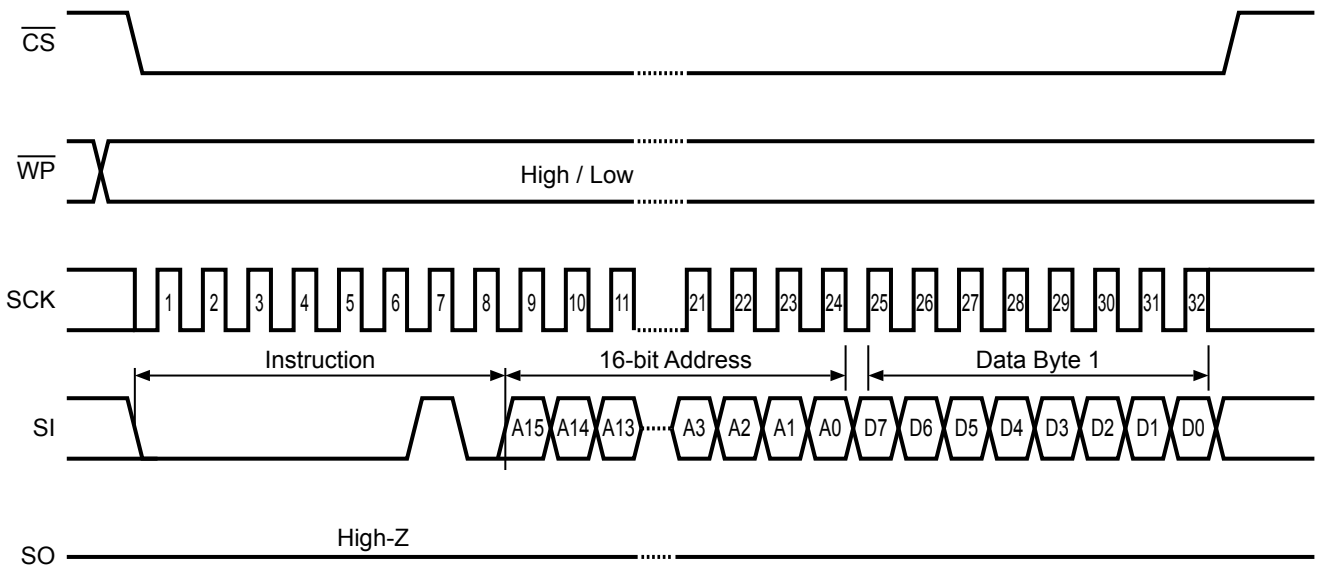 CS
WP
High / Low
SCK
1 2 3 4 5 6 7 8 9 10 11 21 22 23 24 25 26 27 28 29 30 31 32
Instruction 16-bit Address Data Byte 1
SI
A15 A14 A13 A3 A2 A1 A0 D7 D6 D5 D4 D3 D2 D1 D0
High-Z
SO